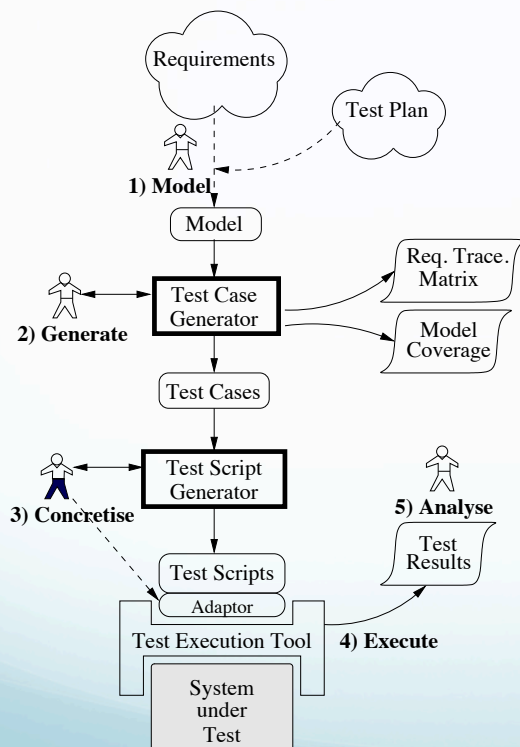 Requirements
Test Plan
1) Model
Model
Req. Trace.
Matrix
Test Case
Generator
2) Generate
Model
Coverage
Test Cases
Test Script
Generator
3) Concretise
5) Analyse
Test
Results
Test Scripts
Adaptor
Test Execution Tool
4) Execute
System
under
Test